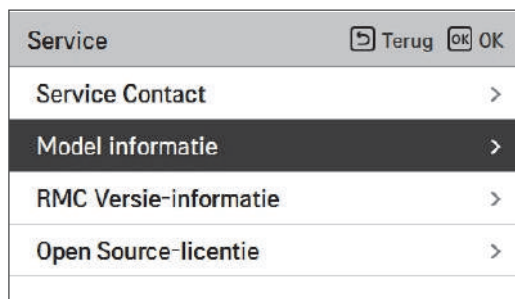 Service Terug OK OK
Service Contact >
Model informatie >
RMC Versie-informatie >
Open Source-licentie >